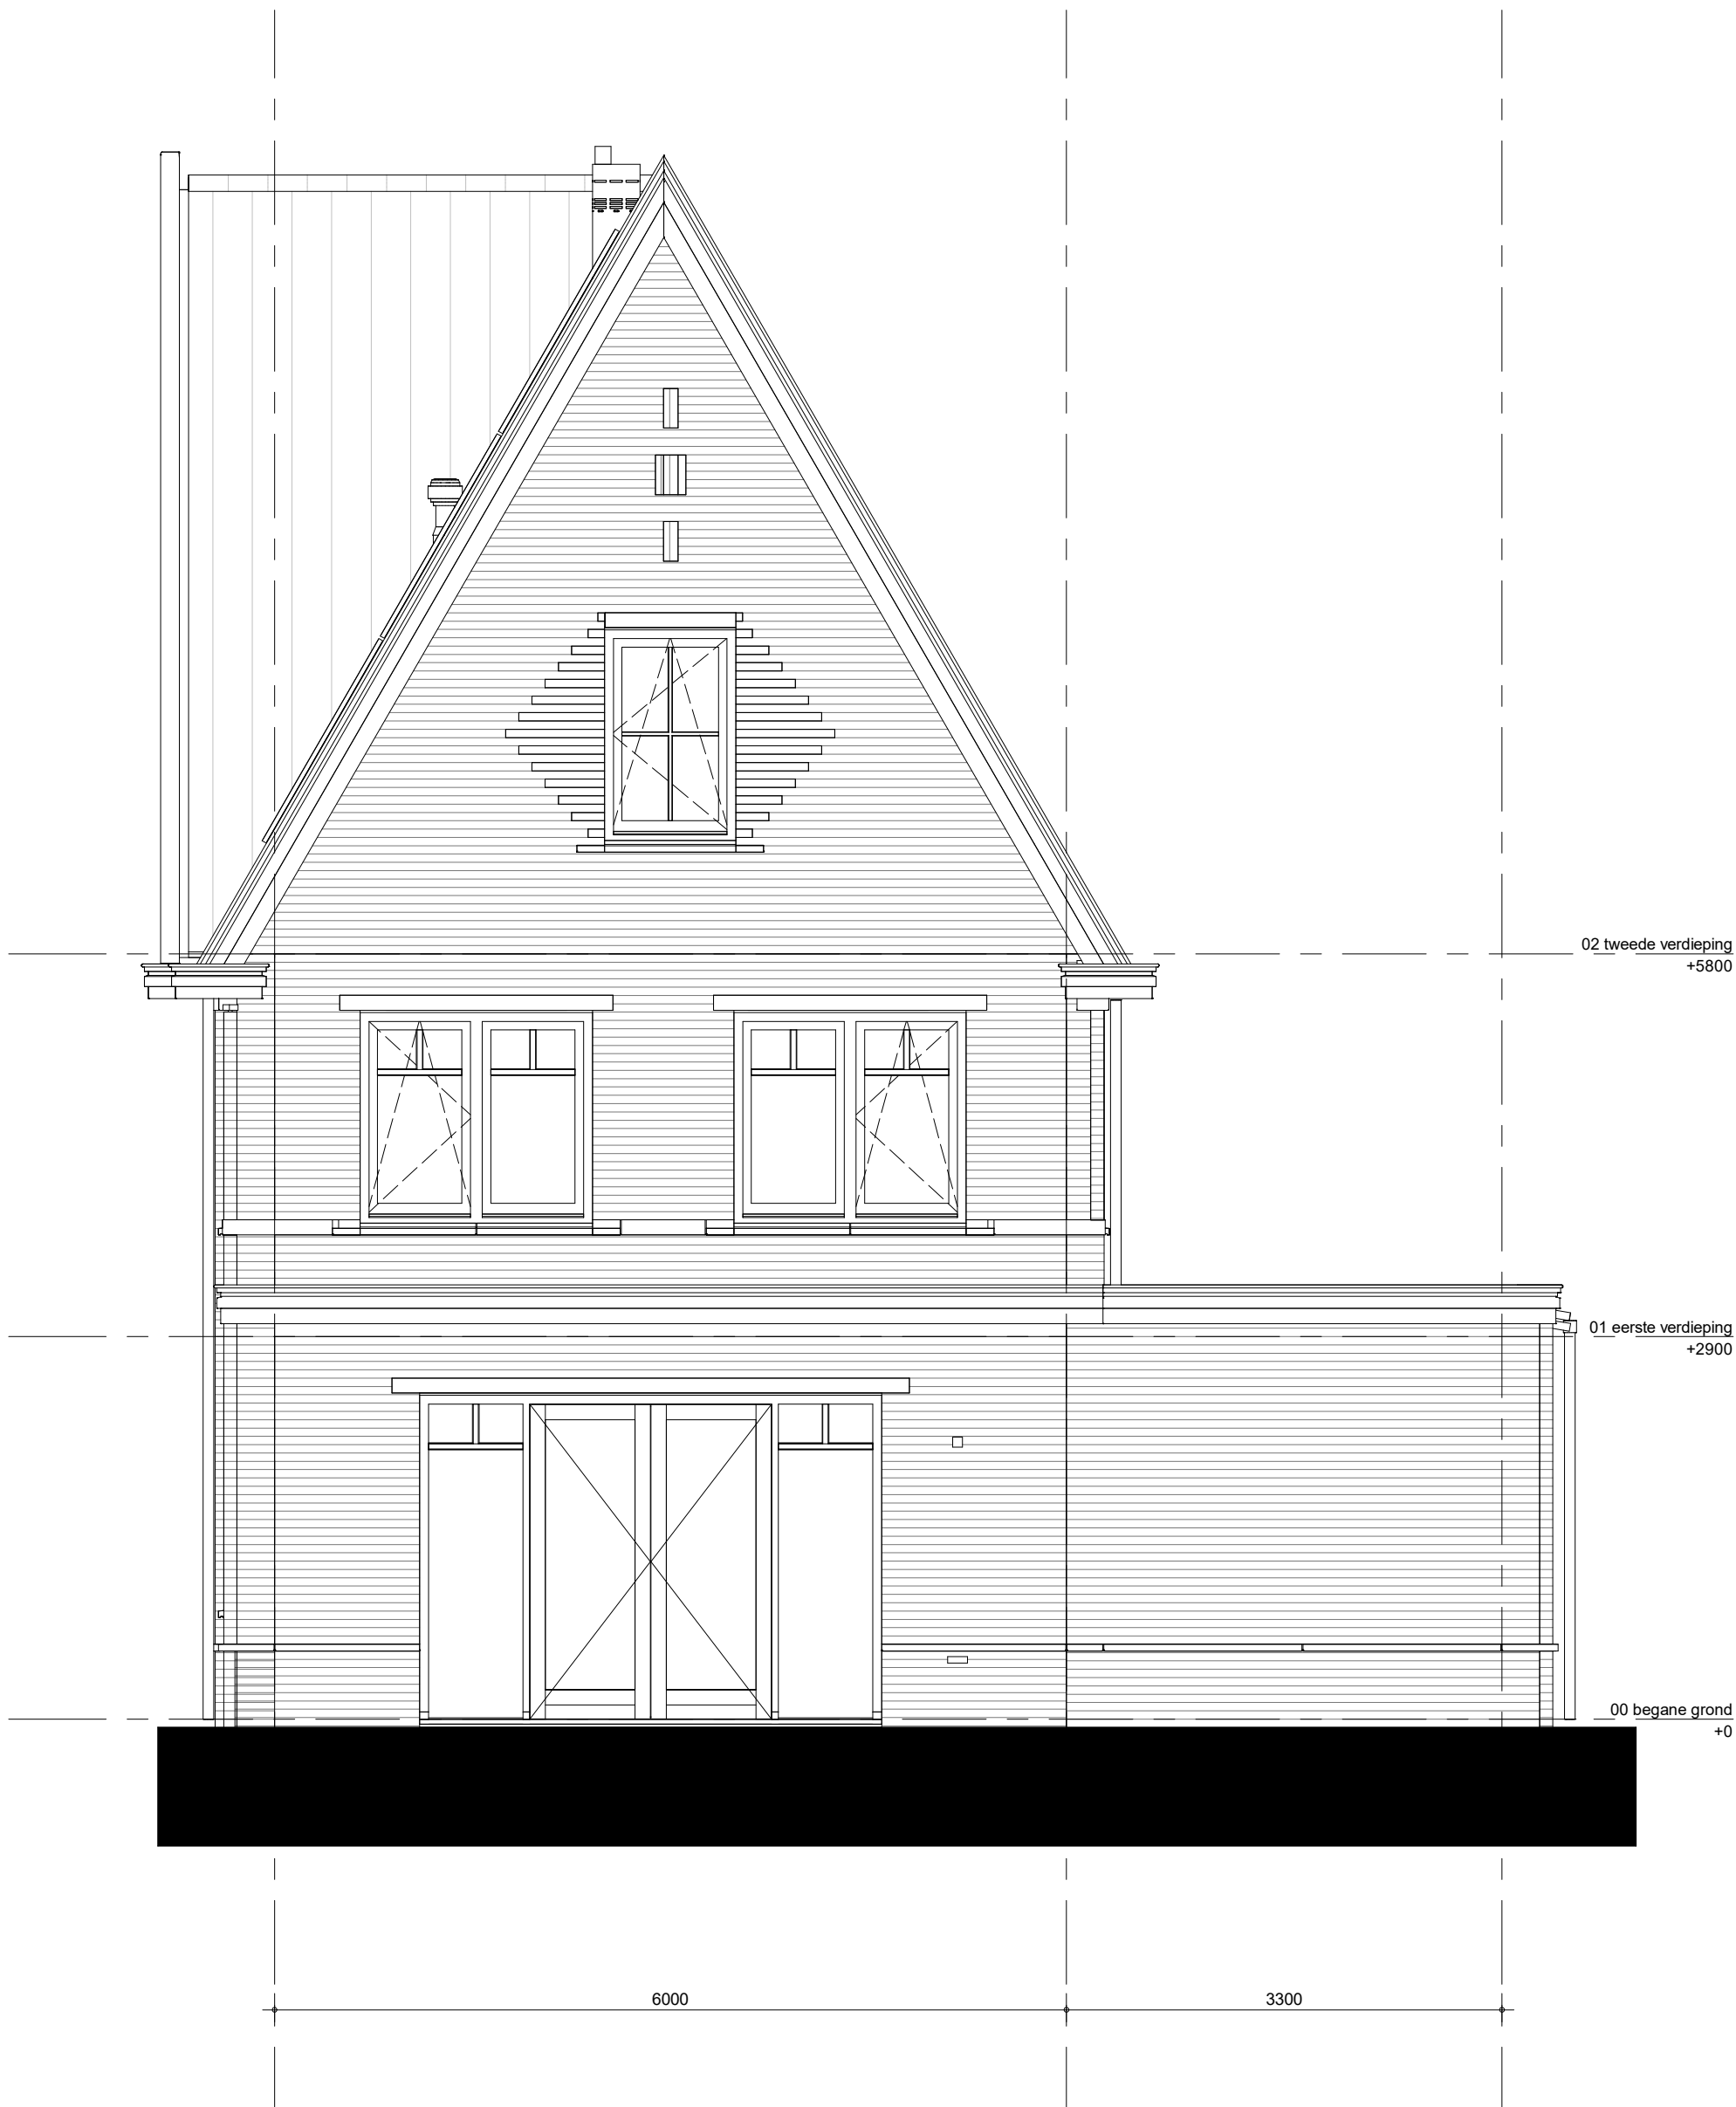 02 tweede verdieping
+5800
01 eerste verdieping
+2900
00 begane grond
+0
6000
3300